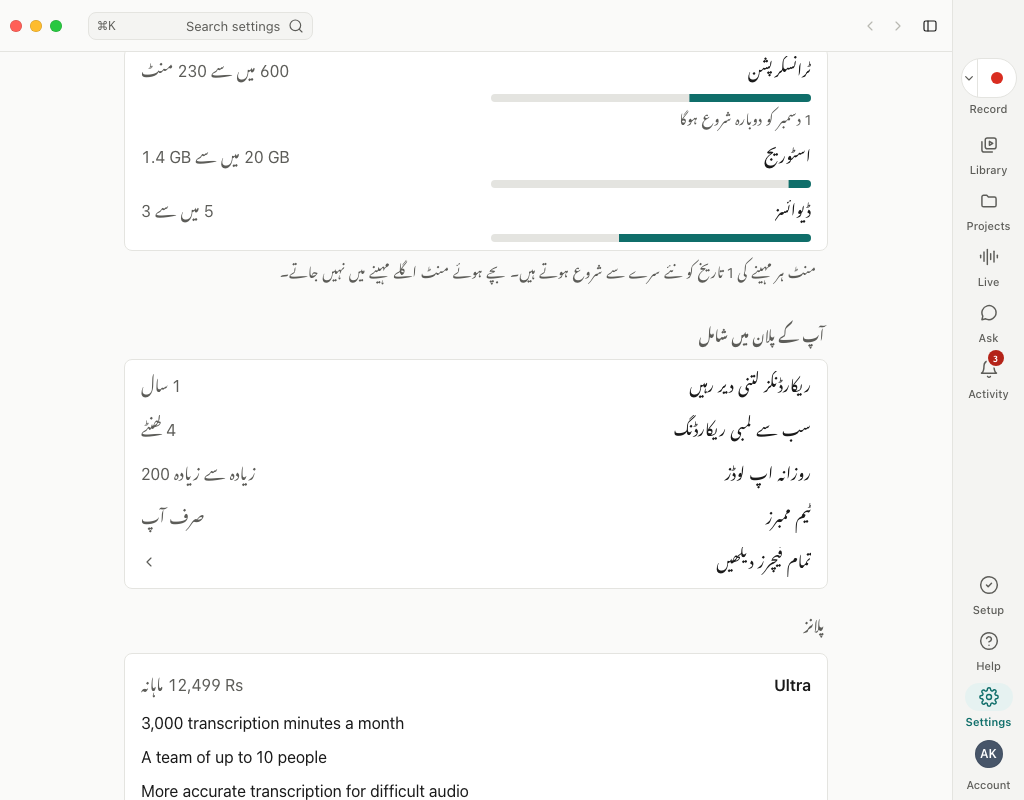 ⌘K
Search settings
ٹرانسکرپشن
600 میں سے 230 منٹ
1 دسمبر کو دوبارہ شروع ہوگا
اسٹوریج
20 GB میں سے 1.4 GB
ڈیوائسز
5 میں سے 3
منٹ ہر مہینے کی 1 تاریخ کو نئے سرے سے شروع ہوتے ہیں۔ بچے ہوئے منٹ اگلے مہینے میں نہیں جاتے۔
آپ کے پلان میں شامل
ریکارڈنگز کتنی دیر رہیں
1 سال
سب سے لمبی ریکارڈنگ
4 گھنٹے
روزانہ اپ لوڈز
زیادہ سے زیادہ 200
ٹیم ممبرز
صرف آپ
تمام فیچرز دیکھیں
پلانز
Ultra
12,499 Rs ماہانہ
3,000 transcription minutes a month
A team of up to 10 people
More accurate transcription for difficult audio
Record
Library
Projects
Live
Ask
3
Activity
Setup
Help
Settings
AK
Account